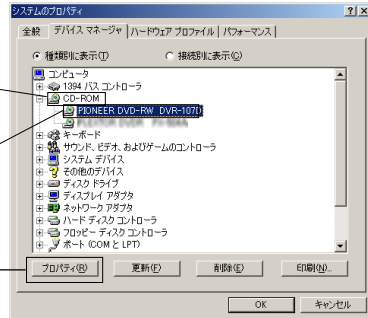 システムのプロパティ
全般 デバイス マネージャ ハードウェア プロファイル パフォーマンス
種類別に表示(T) 接続別に表示(C)
コンピュータ
1394 バス コントローラ
CD-ROM
PIONEER DVD-RW DVR-107D
キーボード
サウンド、ビデオ、およびゲームのコントローラ
システム デバイス
その他のデバイス
ディスク ドライブ
ディスプレイ アダプタ
ネットワーク アダプタ
ハード ディスク コントローラ
フロッピー ディスク コントローラ
ポート (COM と LPT)
プロパティ(R) 更新(F) 削除(E) 印刷(N)...
OK キャンセル